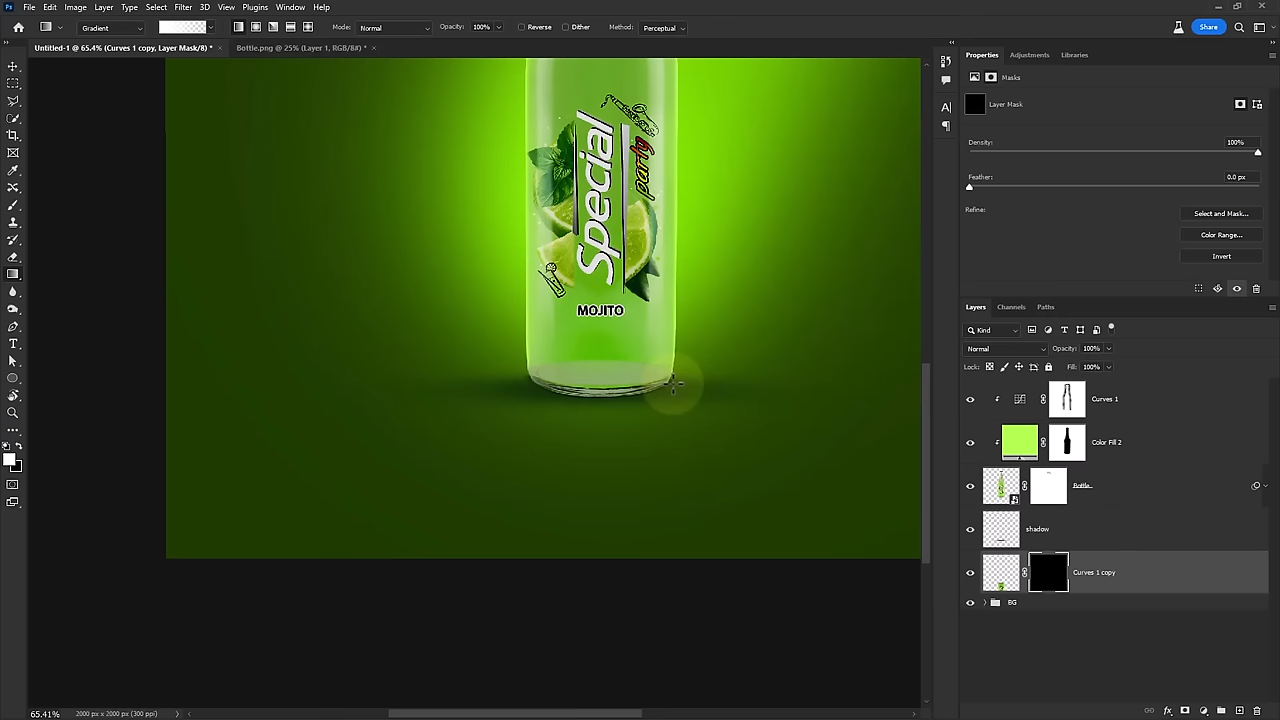 Ps File Edit Image Layer Type Select Filter 3D View Plugins Window Help
Gradient Mode: Normal Opacity: 100% Reverse Dither Method: Perceptual Share
Untitled-1 @ 65.4% (Curves 1 copy, Layer Mask/8) * × Bottle.png @ 25% (Layer 1, RGB/8#) * ×
Properties Adjustments Libraries
Masks
Layer Mask
Density: 100%
Feather: 0.0 px
Refine: Select and Mask...
Color Range...
Invert
Special
party
MOJITO
Layers Channels Paths
Kind
Normal Opacity: 100%
Lock: Fill: 100%
Curves 1
Color Fill 2
Bottle
shadow
Curves 1 copy
BG
65.41% 2000 px x 2000 px (300 ppi)